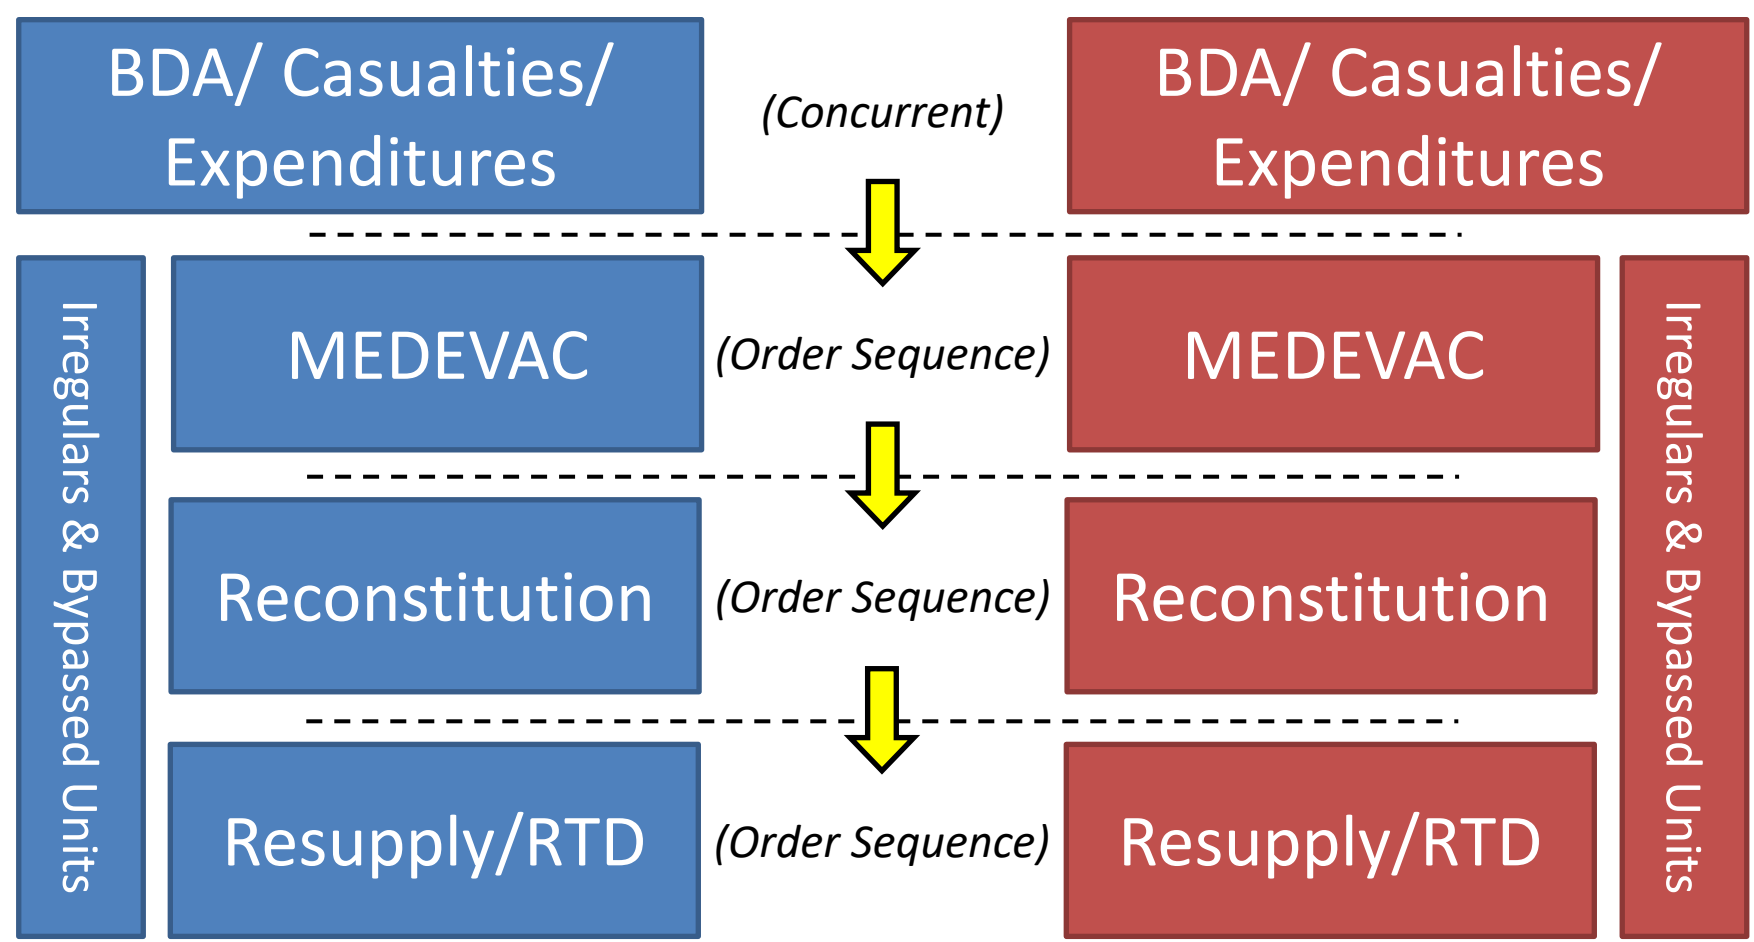 BDA/ Casualties/
Expenditures
(Concurrent)
BDA/ Casualties/
Expenditures
Irregulars & Bypassed Units
MEDEVAC
(Order Sequence)
MEDEVAC
Irregulars & Bypassed Units
Reconstitution
(Order Sequence)
Reconstitution
Resupply/RTD
(Order Sequence)
Resupply/RTD